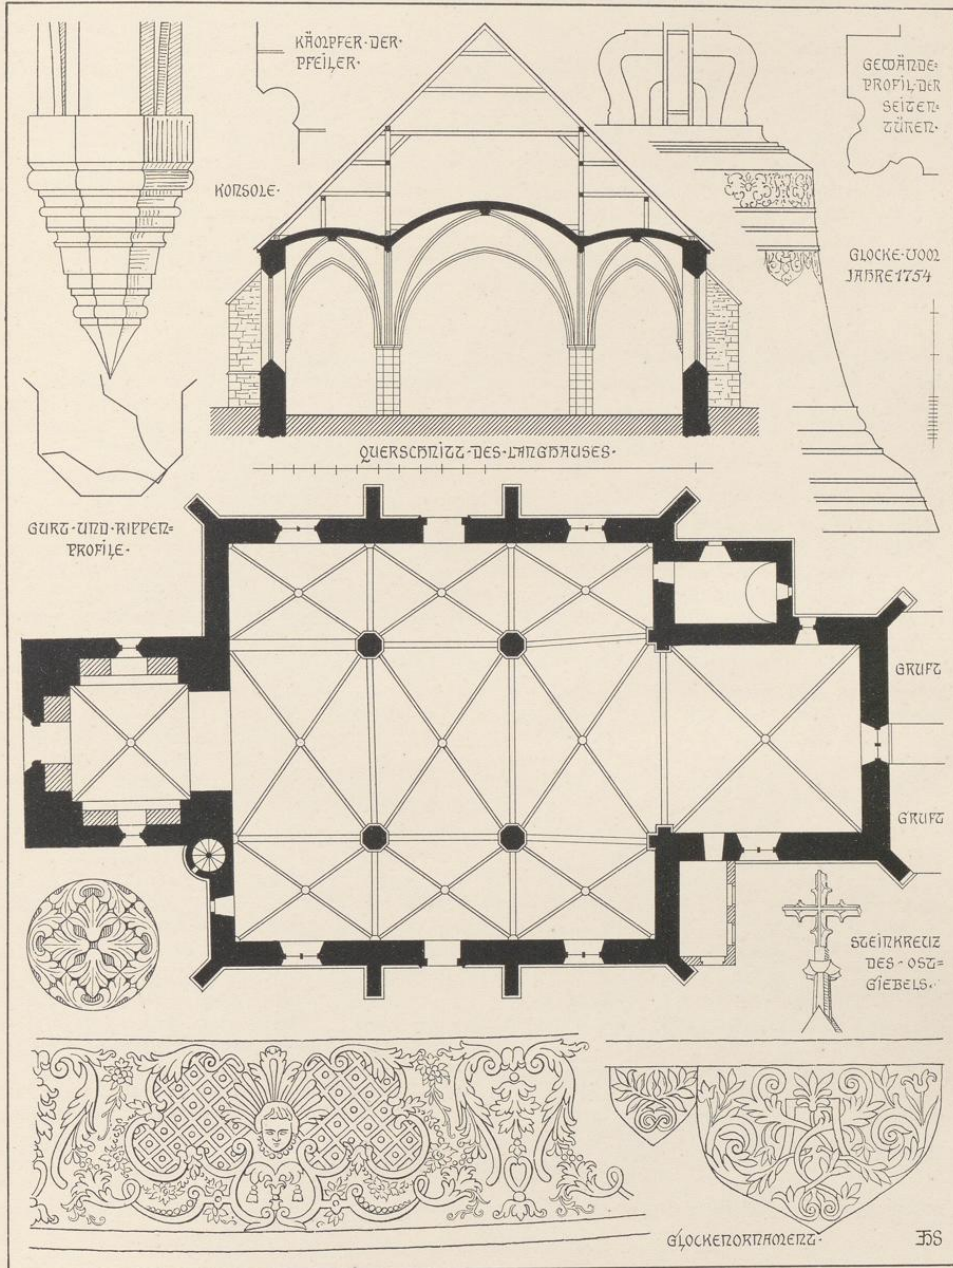 KÄMPFER·DER·
PFEILER·
GEWÄNDE=
PROFIL·DER
SEITEN=
TÜREN·
KONSOLE·
GLOCKE·VOM
JAHRE 1754
QUERSCHNITT·DES·LANGHAUSES·
GURT·UND·RIPPEN=
PROFILE·
GRUFT
GRUFT
STEINKREUZ
DES·OST=
GIEBELS·
GLOCKENORNAMENT·
HS